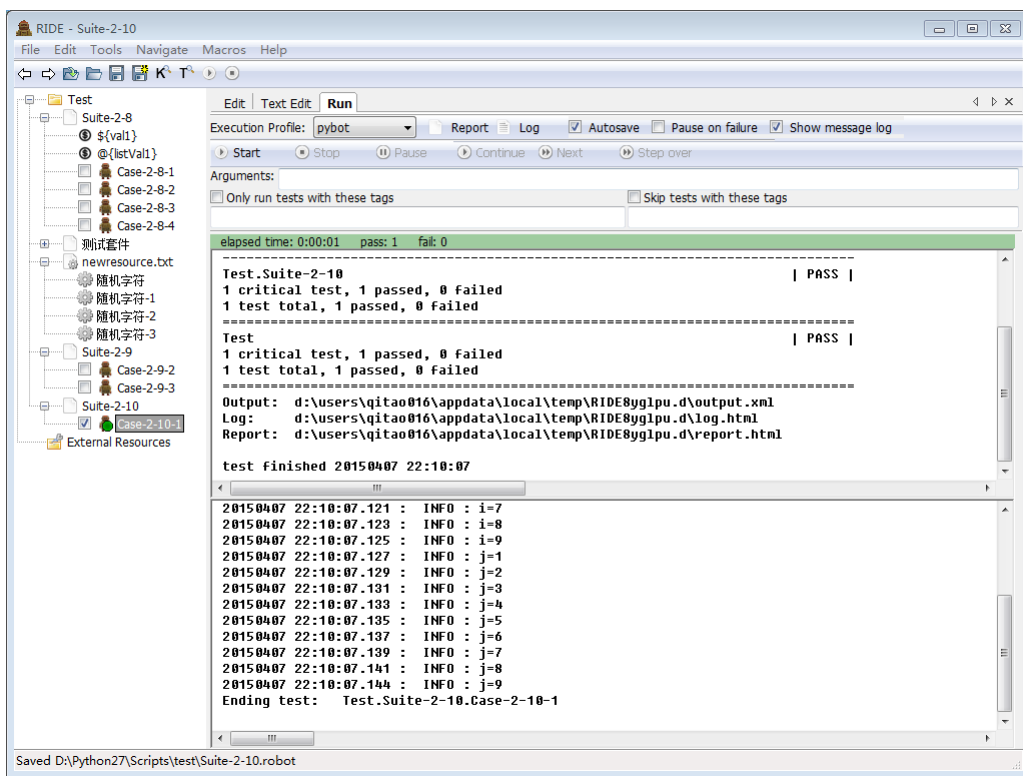 RIDE - Suite-2-10
File Edit Tools Navigate Macros Help
Test
Suite-2-8
${val1}
@{listVal1}
Case-2-8-1
Case-2-8-2
Case-2-8-3
Case-2-8-4
测试套件
newresource.txt
随机字符
随机字符-1
随机字符-2
随机字符-3
Suite-2-9
Case-2-9-2
Case-2-9-3
Suite-2-10
Case-2-10-1
External Resources
Edit Text Edit Run
Execution Profile: pybot Report Log Autosave Pause on failure Show message log
Start Stop Pause Continue Next Step over
Arguments:
Only run tests with these tags Skip tests with these tags
elapsed time: 0:00:01 pass: 1 fail: 0
------------------------------------------------------------------------------
Test.Suite-2-10 | PASS |
1 critical test, 1 passed, 0 failed
1 test total, 1 passed, 0 failed
==============================================================================
Test | PASS |
1 critical test, 1 passed, 0 failed
1 test total, 1 passed, 0 failed
==============================================================================
Output: d:\users\qitao016\appdata\local\temp\RIDE8yglpu.d\output.xml
Log: d:\users\qitao016\appdata\local\temp\RIDE8yglpu.d\log.html
Report: d:\users\qitao016\appdata\local\temp\RIDE8yglpu.d\report.html
test finished 20150407 22:10:07
20150407 22:10:07.121 : INFO : i=7
20150407 22:10:07.123 : INFO : i=8
20150407 22:10:07.125 : INFO : i=9
20150407 22:10:07.127 : INFO : j=1
20150407 22:10:07.129 : INFO : j=2
20150407 22:10:07.131 : INFO : j=3
20150407 22:10:07.133 : INFO : j=4
20150407 22:10:07.135 : INFO : j=5
20150407 22:10:07.137 : INFO : j=6
20150407 22:10:07.139 : INFO : j=7
20150407 22:10:07.141 : INFO : j=8
20150407 22:10:07.144 : INFO : j=9
Ending test: Test.Suite-2-10.Case-2-10-1
Saved D:\Python27\Scripts\test\Suite-2-10.robot